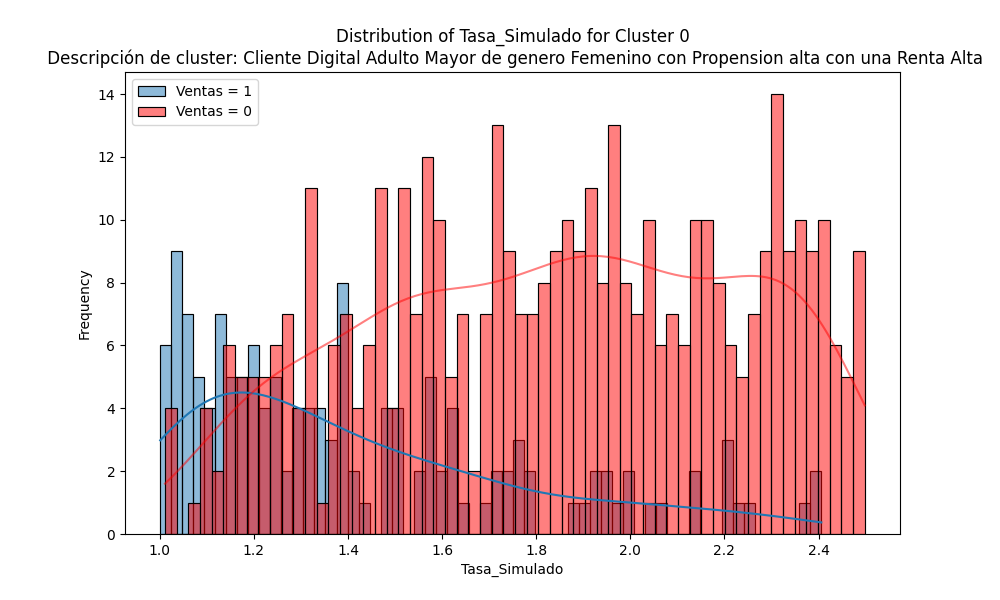 Distribution of Tasa_Simulado for Cluster 0
Descripción de cluster: Cliente Digital Adulto Mayor de genero Femenino con Propension alta con una Renta Alta
Ventas = 1
Ventas = 0
Frequency
14
12
10
8
6
4
2
0
1.0 1.2 1.4 1.6 1.8 2.0 2.2 2.4
Tasa_Simulado